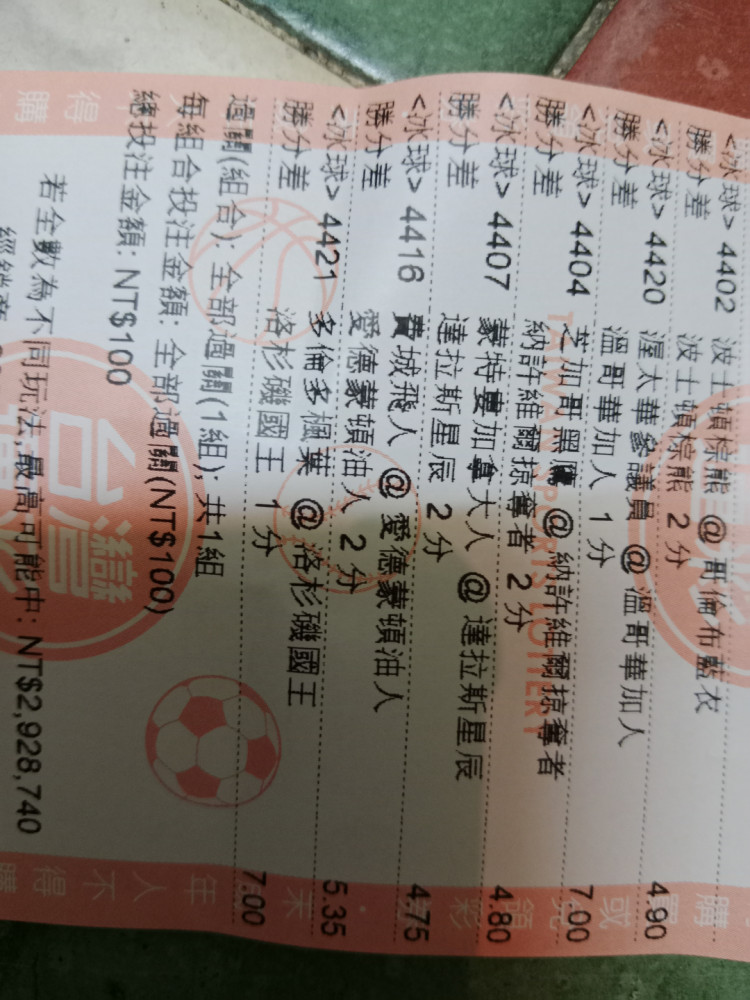 <冰球> 4402 波士頓棕熊 @ 哥倫布藍衣
勝分差 波士頓棕熊 2 分 4.90
<冰球> 4420 渥太華參議員 @ 溫哥華加人
勝分差 溫哥華加人 1 分 7.00
<冰球> 4404 芝加哥黑鷹 @ 納許維爾掠奪者
勝分差 納許維爾掠奪者 2 分 4.80
<冰球> 4407 蒙特婁加拿大人 @ 達拉斯星辰
勝分差 達拉斯星辰 2 分 4.75
<冰球> 4416 費城飛人 @ 愛德蒙頓油人
勝分差 愛德蒙頓油人 2 分 5.35
<冰球> 4421 多倫多楓葉 @ 洛杉磯國王
勝分差 洛杉磯國王 1 分 7.00
過關(組合): 全部過關(1組); 共1組
每組合投注金額: 全部過關(NT$100)
總投注金額: NT$100
若全數為不同玩法,最高可能中: NT$2,928,740
TAIWAN SPORTS LOTTERY
台灣